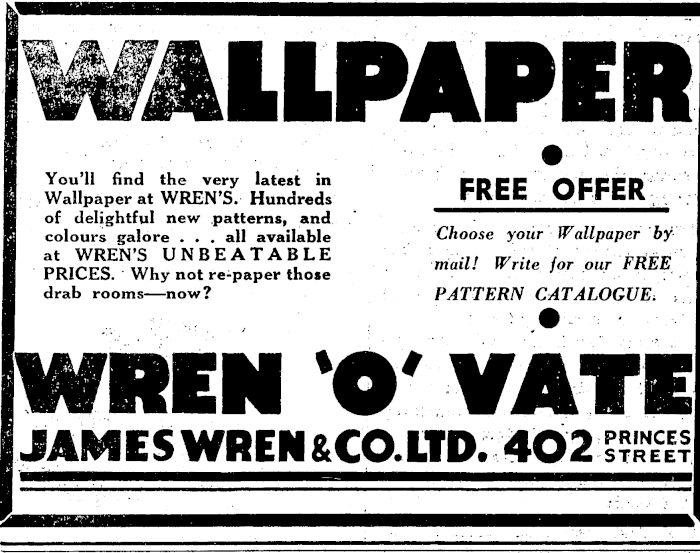 WALLPAPER
You'll find the very latest in
Wallpaper at WREN'S. Hundreds
of delightful new patterns, and
colours galore . . . all available
at WREN'S UNBEATABLE
PRICES. Why not re-paper those
drab rooms—now?
FREE OFFER
Choose your Wallpaper by
mail! Write for our FREE
PATTERN CATALOGUE.
WREN 'O' VATE
JAMES WREN & CO. LTD. 402 PRINCES
STREET